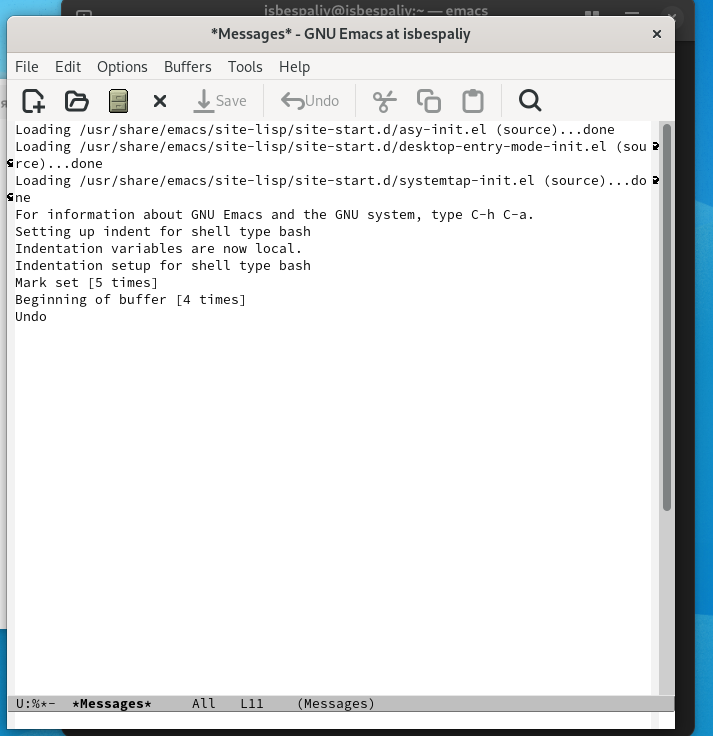 isbespaliy@isbespaliy:~ — emacs
*Messages* - GNU Emacs at isbespaliy
File Edit Options Buffers Tools Help
Save Undo
Loading /usr/share/emacs/site-lisp/site-start.d/asy-init.el (source)...done
Loading /usr/share/emacs/site-lisp/site-start.d/desktop-entry-mode-init.el (sou
rce)...done
Loading /usr/share/emacs/site-lisp/site-start.d/systemtap-init.el (source)...do
ne
For information about GNU Emacs and the GNU system, type C-h C-a.
Setting up indent for shell type bash
Indentation variables are now local.
Indentation setup for shell type bash
Mark set [5 times]
Beginning of buffer [4 times]
Undo
U:%*- *Messages* All L11 (Messages)